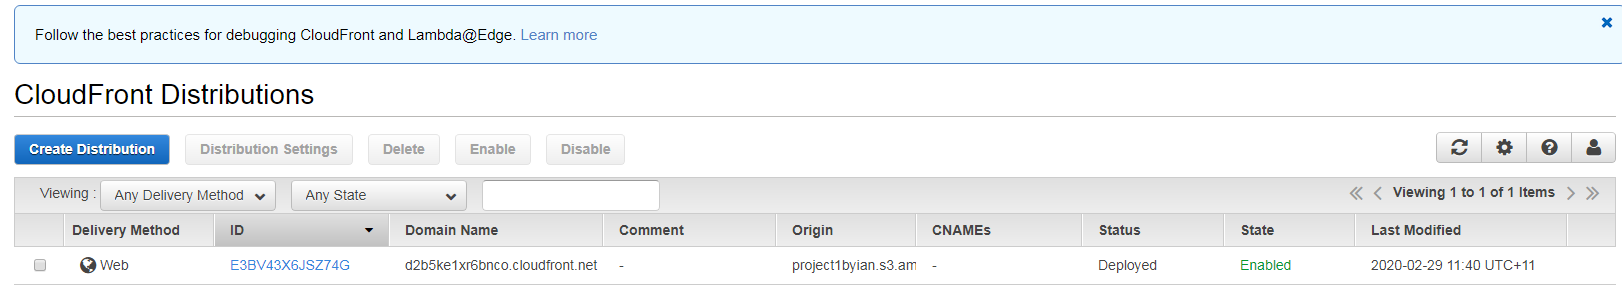 Follow the best practices for debugging CloudFront and Lambda@Edge. Learn more
CloudFront Distributions
Create Distribution Distribution Settings Delete Enable Disable
Viewing : Any Delivery Method Any State Viewing 1 to 1 of 1 Items
Delivery Method ID Domain Name Comment Origin CNAMEs Status State Last Modified
Web E3BV43X6JSZ74G d2b5ke1xr6bnco.cloudfront.net - project1byian.s3.am - Deployed Enabled 2020-02-29 11:40 UTC+11